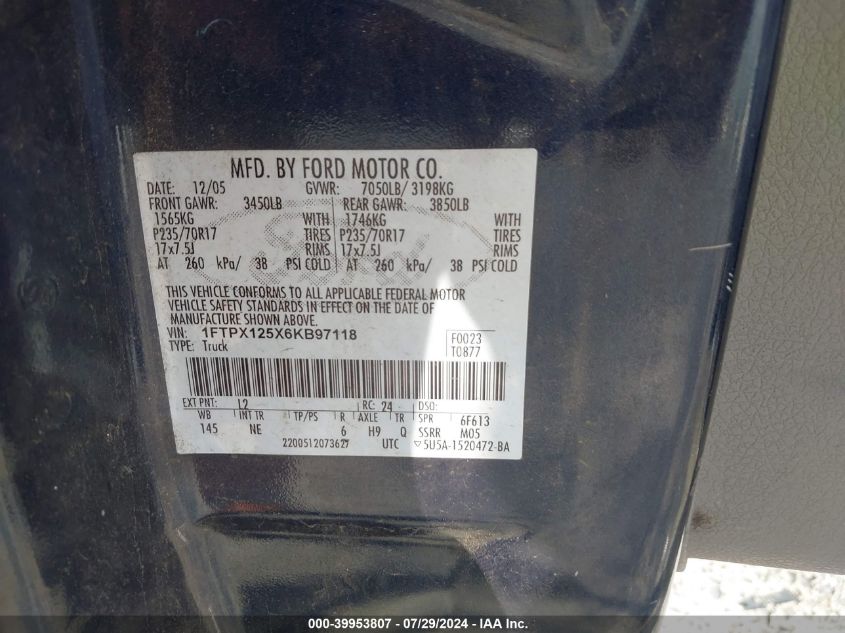 MFD. BY FORD MOTOR CO.
DATE: 12/05 GVWR: 7050LB/ 3198KG
FRONT GAWR: 3450LB REAR GAWR: 3850LB
1565KG WITH 1746KG WITH
P235/70R17 TIRES P235/70R17 TIRES
17x7.5J RIMS 17x7.5J RIMS
AT 260 kPa/ 38 PSI COLD AT 260 kPa/ 38 PSI COLD
THIS VEHICLE CONFORMS TO ALL APPLICABLE FEDERAL MOTOR
VEHICLE SAFETY STANDARDS IN EFFECT ON THE DATE OF
MANUFACTURE SHOWN ABOVE.
VIN: 1FTPX125X6KB97118 F0023
TYPE: Truck T0877
EXT PNT: L2 RC: 24 DSO:
WB INT TR TP/PS R AXLE TR SPR 6F613
145 NE 6 H9 Q SSRR M05
2200512073627 UTC ▽5U5A-1520472-BA
000-39953807 - 07/29/2024 - IAA Inc.